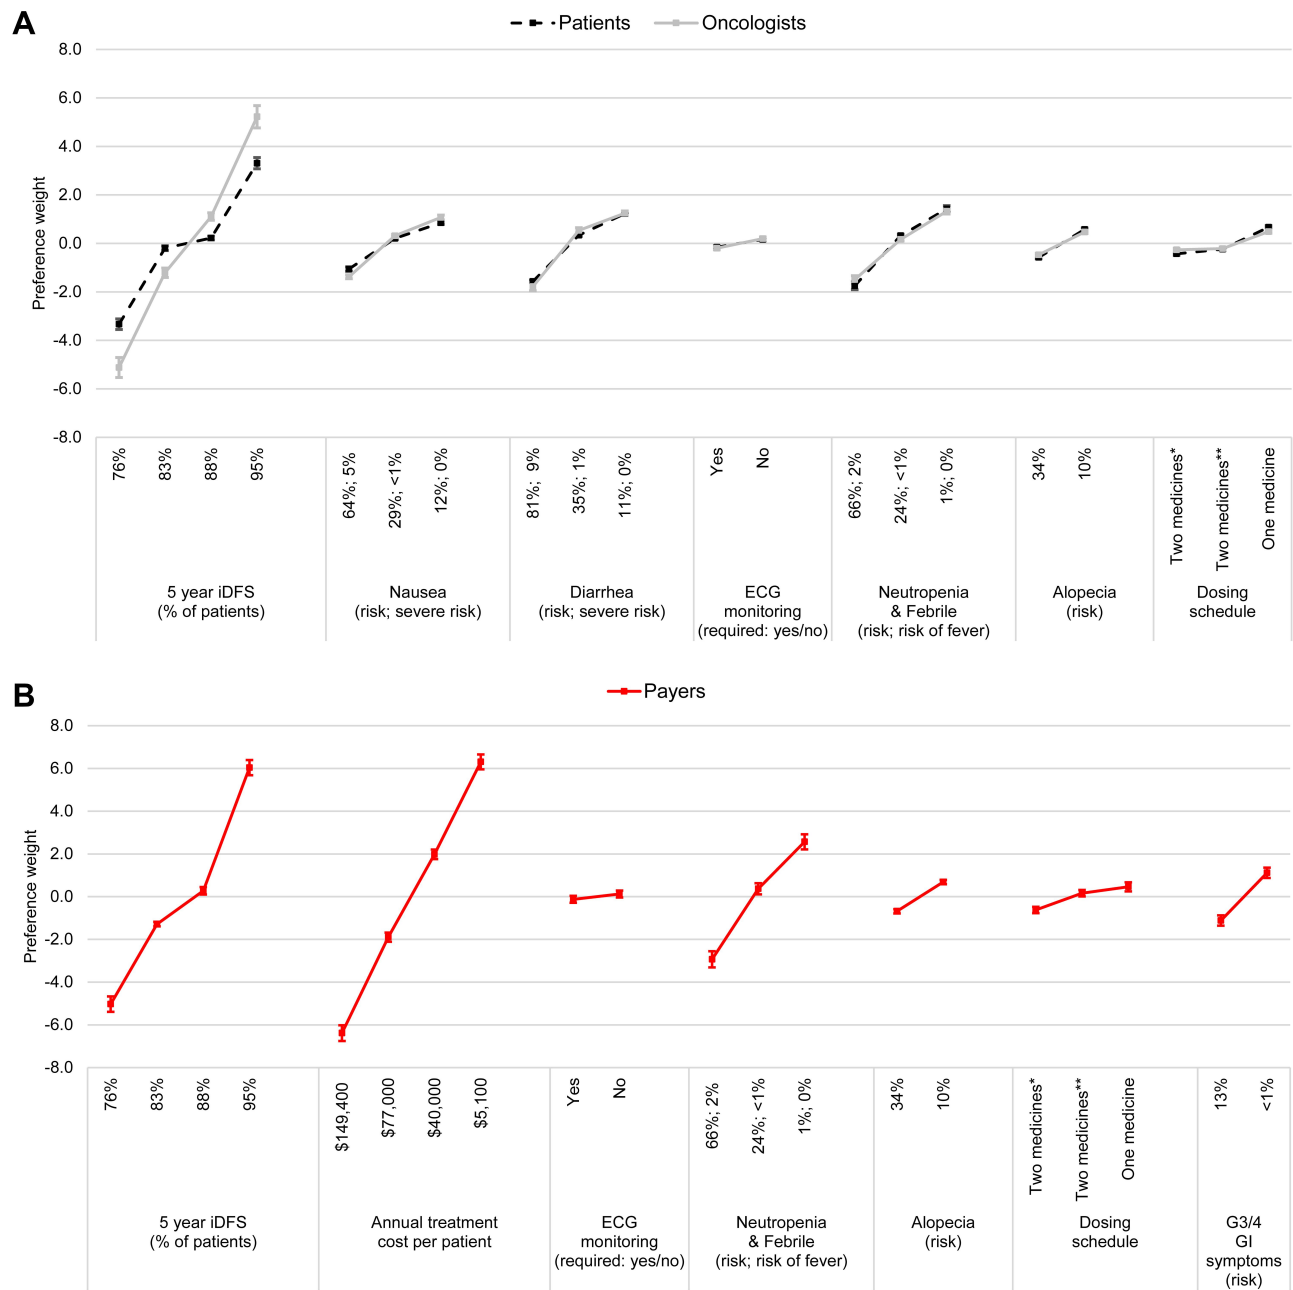 A
Patients
Oncologists
8.0
6.0
4.0
2.0
0.0
-2.0
-4.0
-6.0
-8.0
Preference weight
76%
83%
88%
95%
64%; 5%
29%; <1%
12%; 0%
81%; 9%
35%; 1%
11%; 0%
Yes
No
66%; 2%
24%; <1%
1%; 0%
34%
10%
Two medicines*
Two medicines**
One medicine
5 year iDFS
(% of patients)
Nausea
(risk; severe risk)
Diarrhea
(risk; severe risk)
ECG
monitoring
(required: yes/no)
Neutropenia
& Febrile
(risk; risk of fever)
Alopecia
(risk)
Dosing
schedule
B
Payers
8.0
6.0
4.0
2.0
0.0
-2.0
-4.0
-6.0
-8.0
Preference weight
76%
83%
88%
95%
$149,400
$77,000
$40,000
$5,100
Yes
No
66%; 2%
24%; <1%
1%; 0%
34%
10%
Two medicines*
Two medicines**
One medicine
13%
<1%
5 year iDFS
(% of patients)
Annual treatment
cost per patient
ECG
monitoring
(required: yes/no)
Neutropenia
& Febrile
(risk; risk of fever)
Alopecia
(risk)
Dosing
schedule
G3/4
GI
symptoms
(risk)